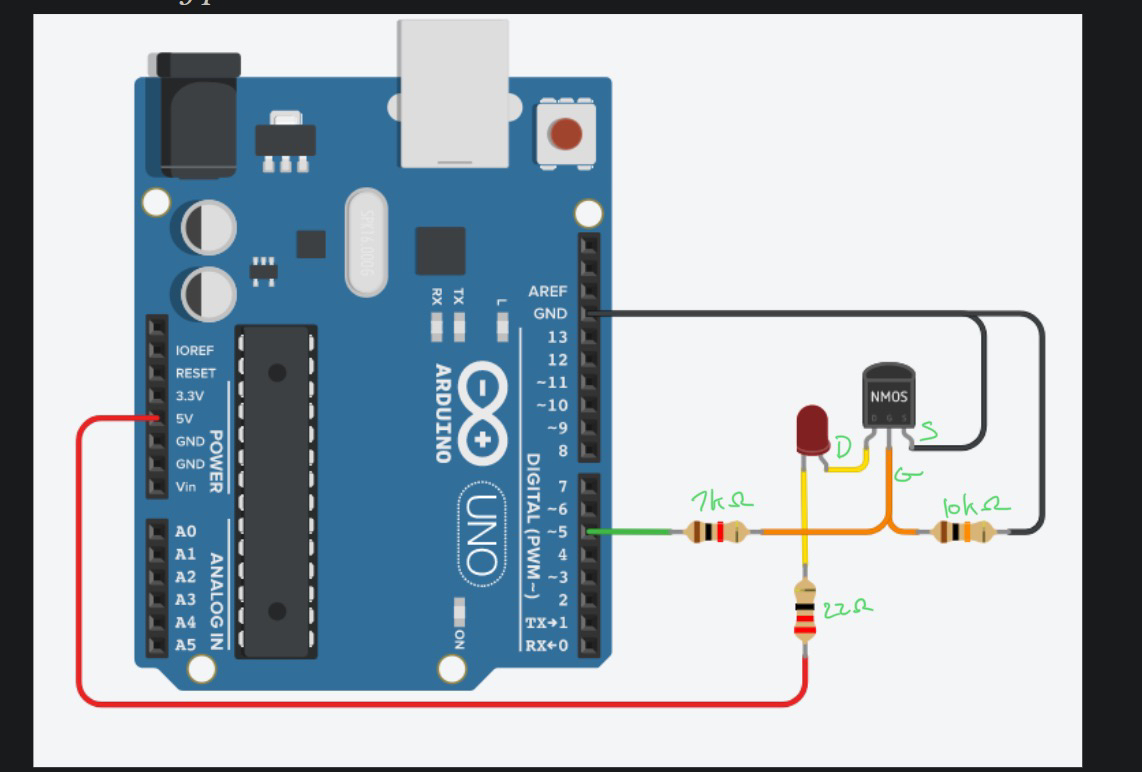 IOREF
RESET
3.3V
5V
GND
GND
Vin
POWER
A0
A1
A2
A3
A4
A5
ANALOG IN
RX
TX
L
ARDUINO
UNO
ON
AREF
GND
13
12
~11
~10
~9
8
7
~6
~5
4
~3
2
TX→1
RX←0
DIGITAL (PWM~)
NMOS
D G S
D
S
G
1kΩ
10kΩ
22Ω